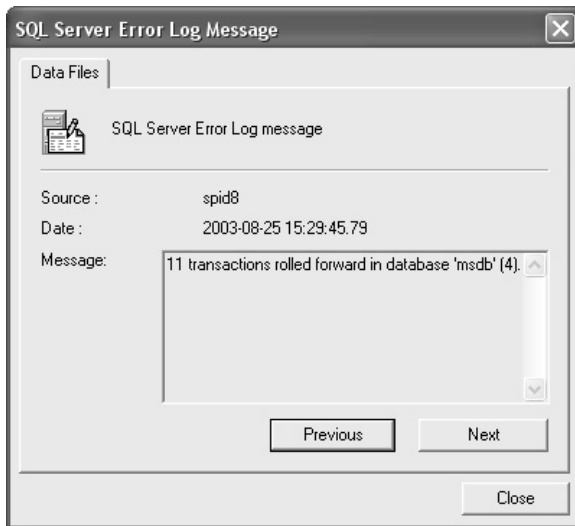 SQL Server Error Log Message
Data Files
SQL Server Error Log message
Source : spid8
Date : 2003-08-25 15:29:45.79
Message: 11 transactions rolled forward in database 'msdb' (4).
Previous Next
Close